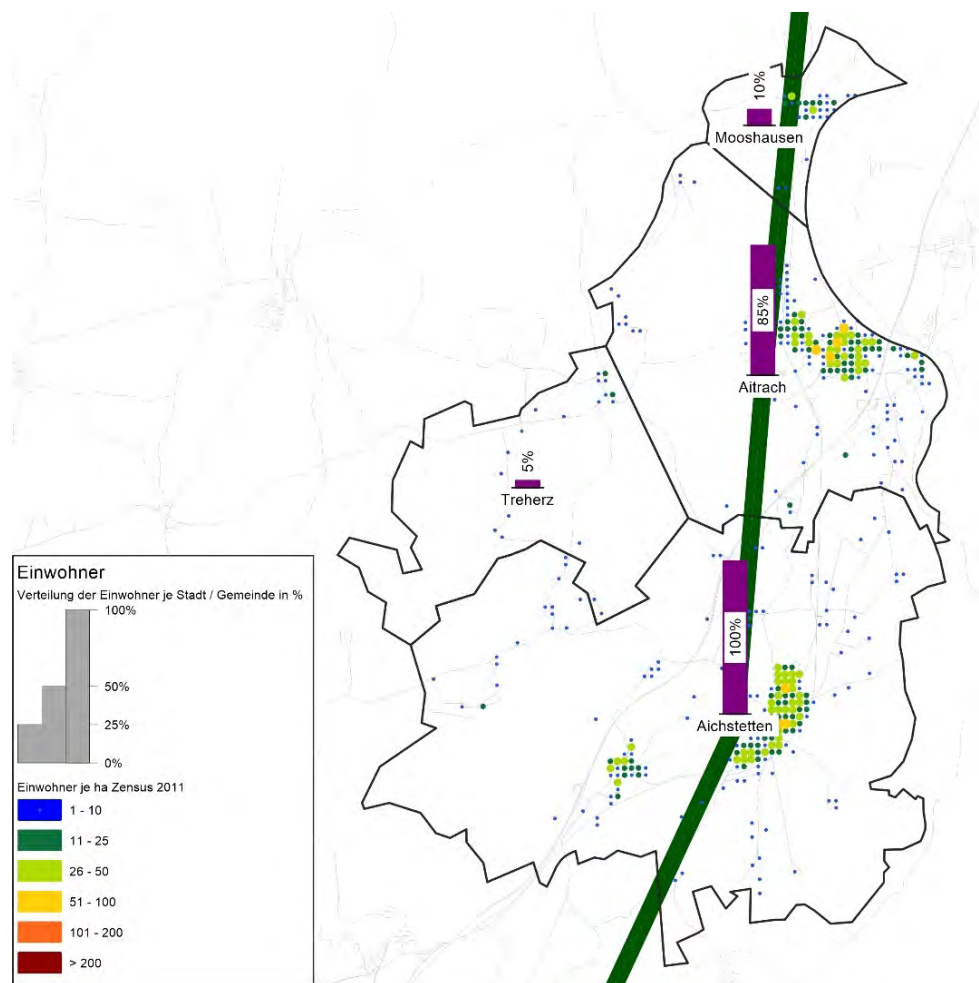 10%
Mooshausen
85%
Aitrach
5%
Treherz
100%
Aichstetten
Einwohner
Verteilung der Einwohner je Stadt / Gemeinde in %
100%
50%
25%
0%
Einwohner je ha Zensus 2011
1 - 10
11 - 25
26 - 50
51 - 100
101 - 200
> 200